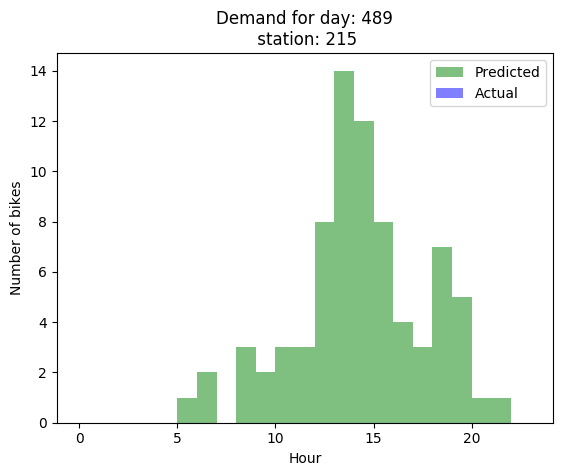 Demand for day: 489
station: 215
Predicted
Actual
Number of bikes
14
12
10
8
6
4
2
0
0 5 10 15 20
Hour